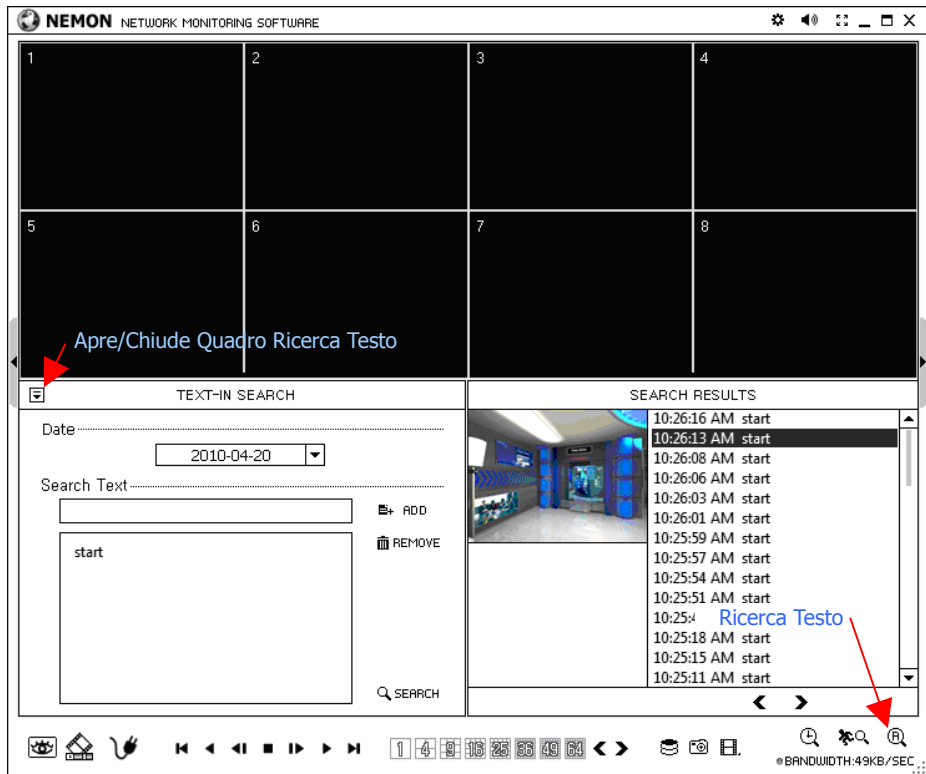 NEMON NETWORK MONITORING SOFTWARE
1 2 3 4
5 6 7 8
Apre/Chiude Quadro Ricerca Testo
TEXT-IN SEARCH
Date
2010-04-20
Search Text
ADD
REMOVE
start
SEARCH
SEARCH RESULTS
10:26:16 AM start
10:26:13 AM start
10:26:08 AM start
10:26:06 AM start
10:26:03 AM start
10:26:01 AM start
10:25:59 AM start
10:25:57 AM start
10:25:54 AM start
10:25:51 AM start
10:25:
Ricerca Testo
10:25:18 AM start
10:25:15 AM start
10:25:11 AM start
1 4 9 16 25 36 49 64
R
BANDWIDTH:49KB/SEC